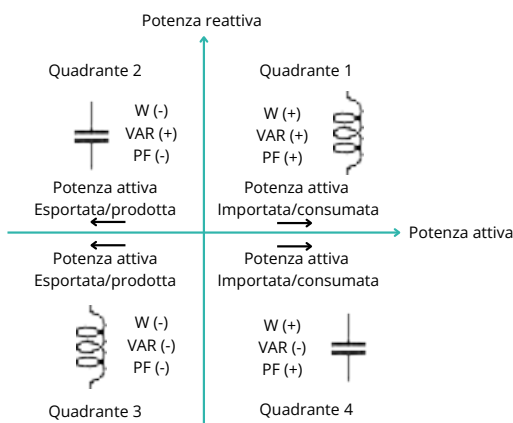 Potenza reattiva
Quadrante 2
Quadrante 1
W (-)
VAR (+)
PF (-)
W (+)
VAR (+)
PF (+)
Potenza attiva
Esportata/prodotta
Potenza attiva
Importata/consumata
Potenza attiva
Potenza attiva
Esportata/prodotta
Potenza attiva
Importata/consumata
W (-)
VAR (-)
PF (-)
W (+)
VAR (-)
PF (+)
Quadrante 3
Quadrante 4